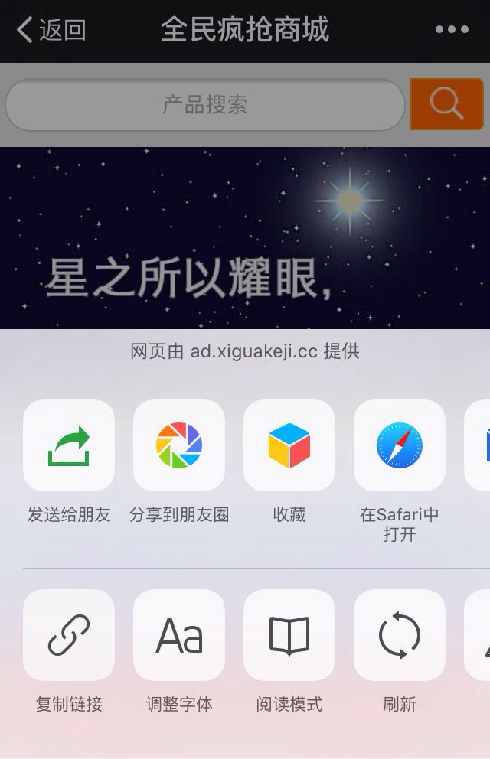 返回
全民疯抢商城
产品搜索
星之所以耀眼,
网页由 ad.xiguakeji.cc 提供
发送给朋友
分享到朋友圈
收藏
在Safari中
打开
Aa
复制链接
调整字体
阅读模式
刷新